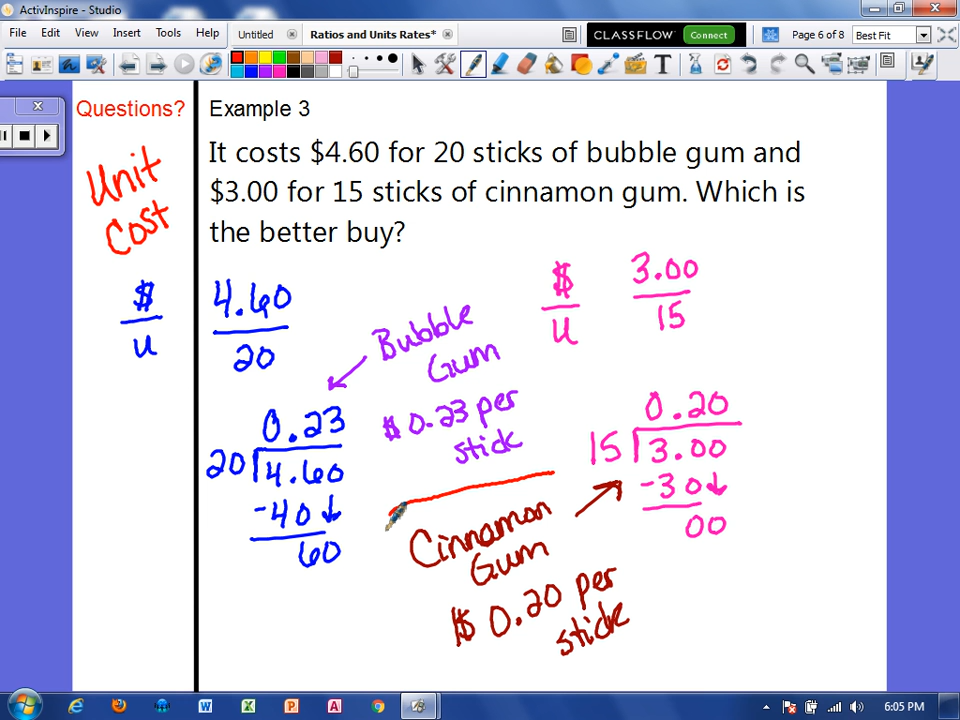 ActivInspire - Studio
File Edit View Insert Tools Help Untitled Ratios and Units Rates* CLASSFLOW Connect Page 6 of 8 Best Fit
Questions?
Unit
Cost
Example 3
It costs $4.60 for 20 sticks of bubble gum and
$3.00 for 15 sticks of cinnamon gum. Which is
the better buy?
$
u
4.60
20
0.23
20 4.60
-40↓
60
Bubble
Gum
$0.23 per
stick
$
u
3.00
15
0.20
15 3.00
-30↓
00
Cinnamon
Gum
$0.20 per
stick
6:05 PM